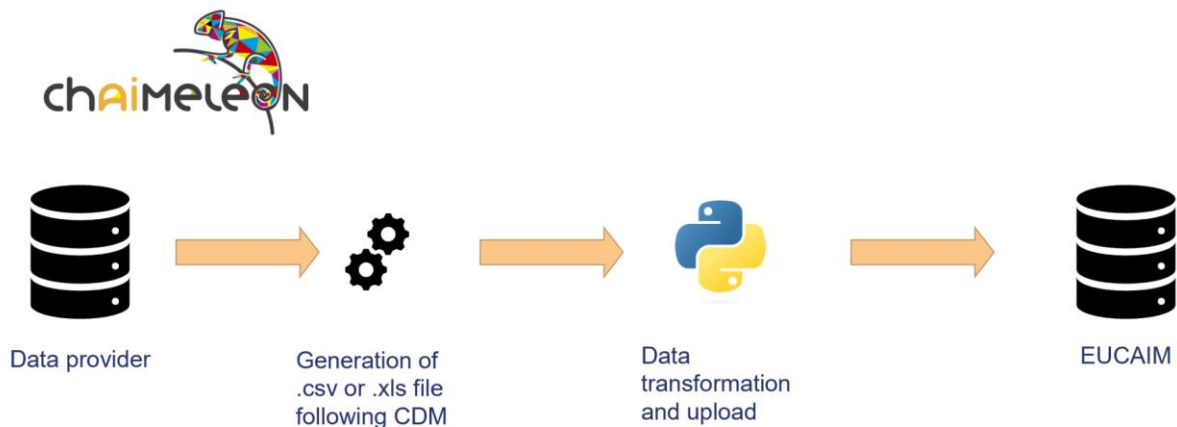 chAiMeLeON
Data provider
Generation of
.csv or .xls file
following CDM
Data
transformation
and upload
EUCAIM